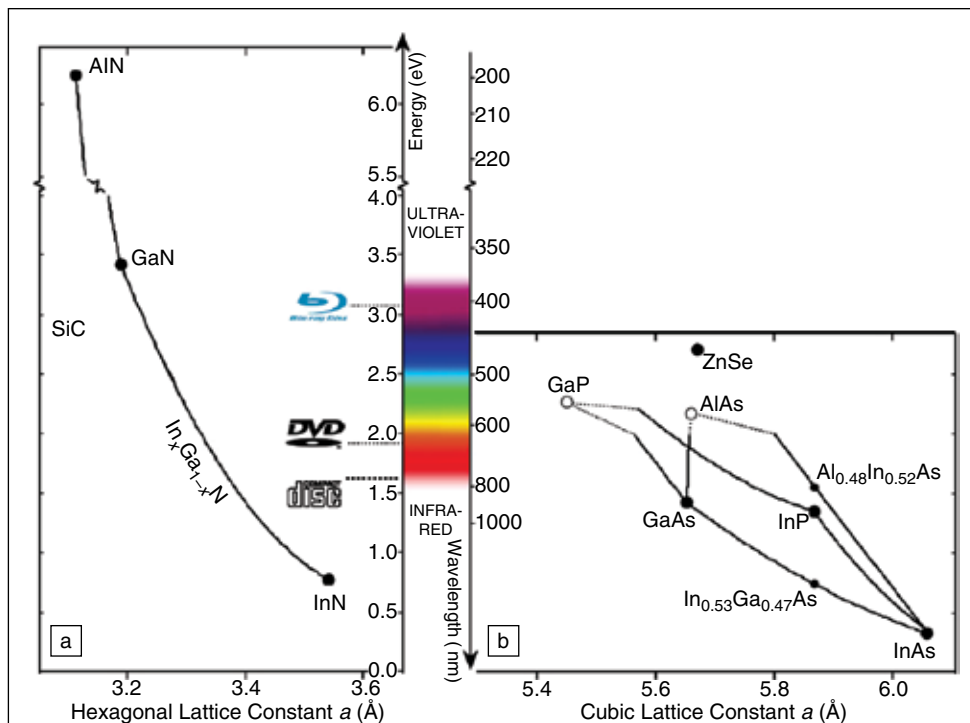 AlN
6.0
5.5
4.0
3.5
3.0
2.5
2.0
1.5
1.0
0.5
0.0
Energy (eV)
200
210
220
350
400
500
600
800
1000
Wavelength (nm)
ULTRA-
VIOLET
INFRA-
RED
GaN
SiC
InₓGa₁₋ₓN
InN
Blu-ray Disc
DVD
disc
a
3.2
3.4
3.6
Hexagonal Lattice Constant a (Å)
ZnSe
GaP
AlAs
Al₀.₄₈In₀.₅₂As
GaAs
InP
In₀.₅₃Ga₀.₄₇As
InAs
b
5.4
5.6
5.8
6.0
Cubic Lattice Constant a (Å)